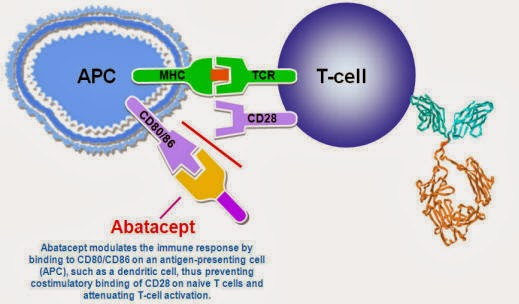 APC
MHC
TCR
T-cell
CD80/86
CD28
Abatacept
Abatacept modulates the immune response by
binding to CD80/CD86 on an antigen-presenting cell
(APC), such as a dendritic cell, thus preventing
costimulatory binding of CD28 on naive T cells and
attenuating T-cell activation.